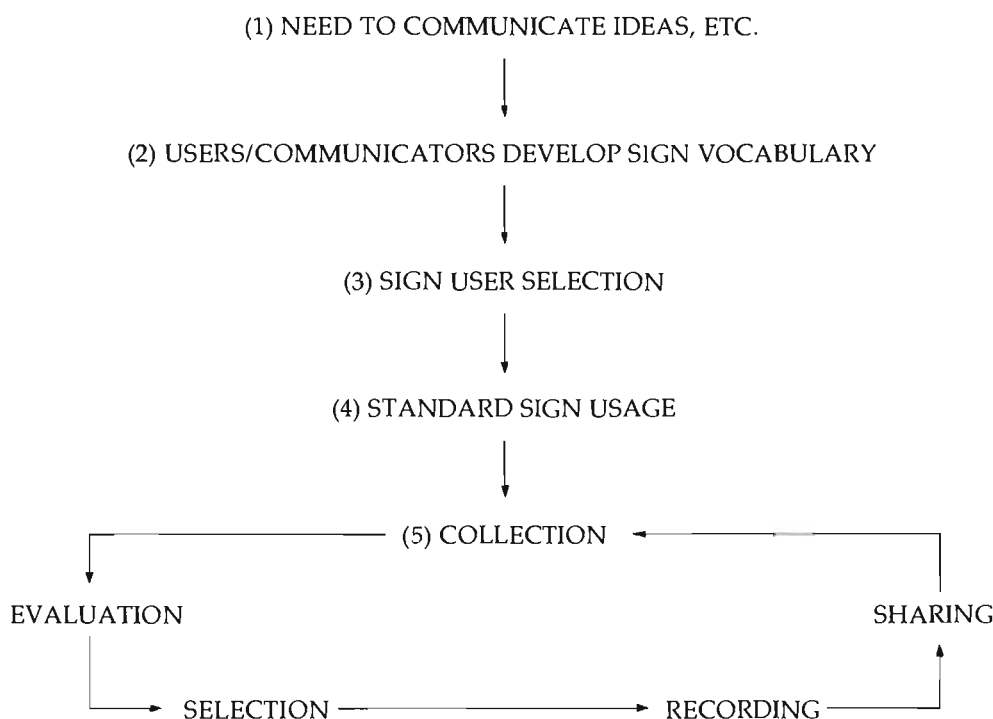 (1) NEED TO COMMUNICATE IDEAS, ETC.
(2) USERS/COMMUNICATORS DEVELOP SIGN VOCABULARY
(3) SIGN USER SELECTION
(4) STANDARD SIGN USAGE
(5) COLLECTION
EVALUATION
SHARING
SELECTION
RECORDING